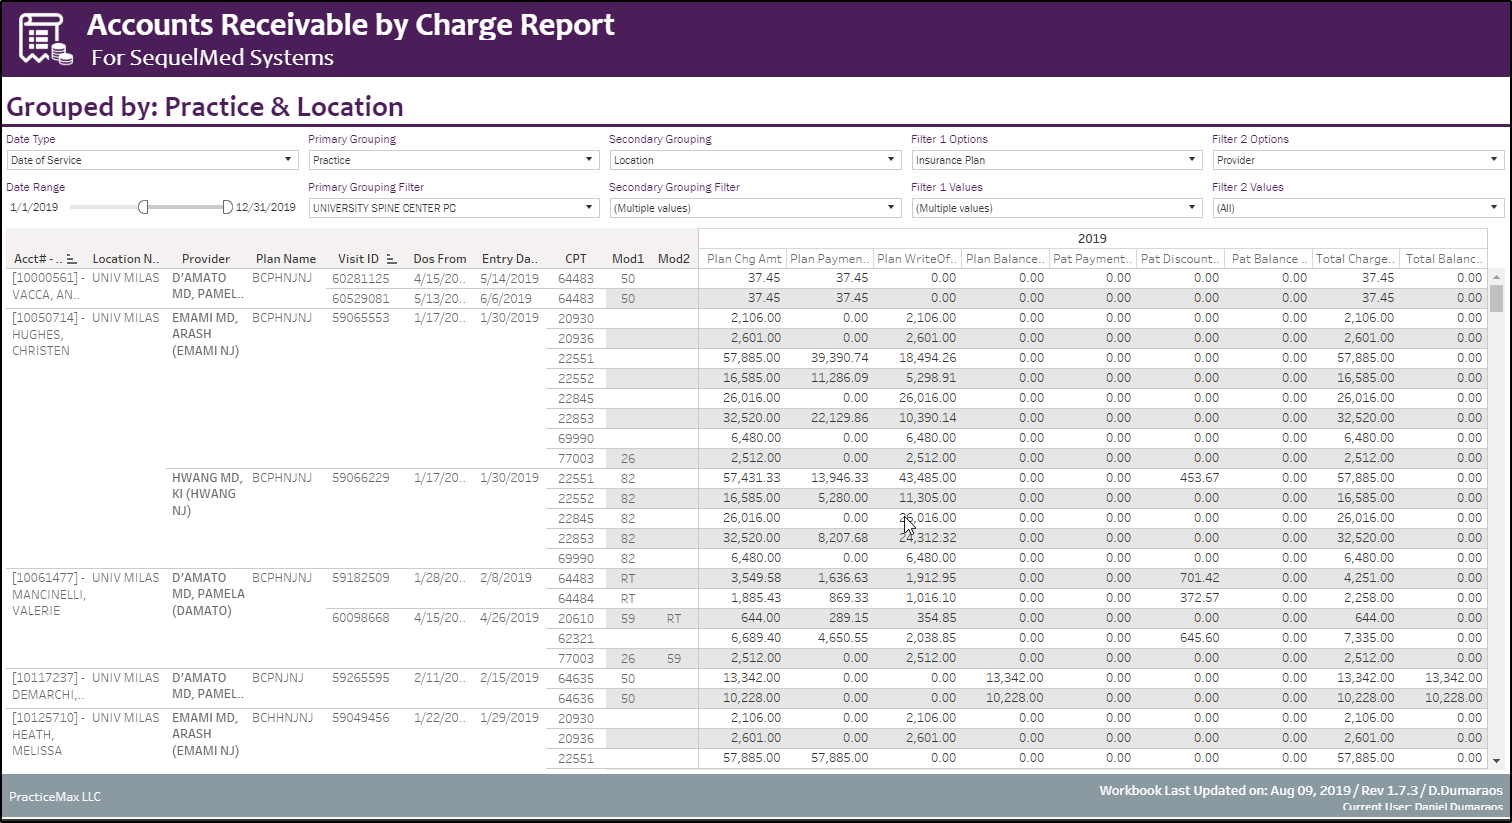 Accounts Receivable by Charge Report
For SequelMed Systems
Grouped by: Practice & Location
Date Type Primary Grouping Secondary Grouping Filter 1 Options Filter 2 Options
Date of Service Practice Location Insurance Plan Provider
Date Range Primary Grouping Filter Secondary Grouping Filter Filter 1 Values Filter 2 Values
1/1/2019 12/31/2019 UNIVERSITY SPINE CENTER PC (Multiple values) (Multiple values) (All)
2019
Acct# - .. Location N.. Provider Plan Name Visit ID Dos From Entry Da.. CPT Mod1 Mod2 Plan Chg Amt Plan Paymen.. Plan WriteOf.. Plan Balance.. Pat Payment.. Pat Discount.. Pat Balance .. Total Charge.. Total Balanc..
[10000561] - UNIV MILAS D'AMATO BCPHNJNJ 60281125 4/15/20.. 5/14/2019 64483 50 37.45 37.45 0.00 0.00 0.00 0.00 0.00 37.45 0.00
VACCA, AN.. MD, PAMEL.. 60529081 5/13/20.. 6/6/2019 64483 50 37.45 37.45 0.00 0.00 0.00 0.00 0.00 37.45 0.00
[10050714] - UNIV MILAS EMAMI MD, BCPHNJNJ 59065553 1/17/20.. 1/30/2019 20930 2,106.00 0.00 2,106.00 0.00 0.00 0.00 0.00 2,106.00 0.00
HUGHES, ARASH 20936 2,601.00 0.00 2,601.00 0.00 0.00 0.00 0.00 2,601.00 0.00
CHRISTEN (EMAMI NJ) 22551 57,885.00 39,390.74 18,494.26 0.00 0.00 0.00 0.00 57,885.00 0.00
22552 16,585.00 11,286.09 5,298.91 0.00 0.00 0.00 0.00 16,585.00 0.00
22845 26,016.00 0.00 26,016.00 0.00 0.00 0.00 0.00 26,016.00 0.00
22853 32,520.00 22,129.86 10,390.14 0.00 0.00 0.00 0.00 32,520.00 0.00
69990 6,480.00 0.00 6,480.00 0.00 0.00 0.00 0.00 6,480.00 0.00
77003 26 2,512.00 0.00 2,512.00 0.00 0.00 0.00 0.00 2,512.00 0.00
HWANG MD, BCPHNJNJ 59066229 1/17/20.. 1/30/2019 22551 82 57,431.33 13,946.33 43,485.00 0.00 0.00 453.67 0.00 57,885.00 0.00
KI (HWANG 22552 82 16,585.00 5,280.00 11,305.00 0.00 0.00 0.00 0.00 16,585.00 0.00
NJ) 22845 82 26,016.00 0.00 26,016.00 0.00 0.00 0.00 0.00 26,016.00 0.00
22853 82 32,520.00 8,207.68 24,312.32 0.00 0.00 0.00 0.00 32,520.00 0.00
69990 82 6,480.00 0.00 6,480.00 0.00 0.00 0.00 0.00 6,480.00 0.00
[10061477] - UNIV MILAS D'AMATO BCPHNJNJ 59182509 1/28/20.. 2/8/2019 64483 RT 3,549.58 1,636.63 1,912.95 0.00 0.00 701.42 0.00 4,251.00 0.00
MANCINELLI, MD, PAMELA 64484 RT 1,885.43 869.33 1,016.10 0.00 0.00 372.57 0.00 2,258.00 0.00
VALERIE (DAMATO) 60098668 4/15/20.. 4/26/2019 20610 59 RT 644.00 289.15 354.85 0.00 0.00 0.00 0.00 644.00 0.00
62321 6,689.40 4,650.55 2,038.85 0.00 0.00 645.60 0.00 7,335.00 0.00
77003 26 59 2,512.00 0.00 2,512.00 0.00 0.00 0.00 0.00 2,512.00 0.00
[10117237] - UNIV MILAS D'AMATO BCPNJNJ 59265595 2/11/20.. 2/15/2019 64635 50 13,342.00 0.00 0.00 13,342.00 0.00 0.00 0.00 13,342.00 13,342.00
DEMARCHI,.. MD, PAMEL.. 64636 50 10,228.00 0.00 0.00 10,228.00 0.00 0.00 0.00 10,228.00 10,228.00
[10125710] - UNIV MILAS EMAMI MD, BCHHNJNJ 59049456 1/22/20.. 1/29/2019 20930 2,106.00 0.00 2,106.00 0.00 0.00 0.00 0.00 2,106.00 0.00
HEATH, ARASH 20936 2,601.00 0.00 2,601.00 0.00 0.00 0.00 0.00 2,601.00 0.00
MELISSA (EMAMI NJ) 22551 57,885.00 57,885.00 0.00 0.00 0.00 0.00 0.00 57,885.00 0.00
PracticeMax LLC
Workbook Last Updated on: Aug 09, 2019 / Rev 1.7.3 / D.Dumaraos
Current User: Daniel Dumaraos